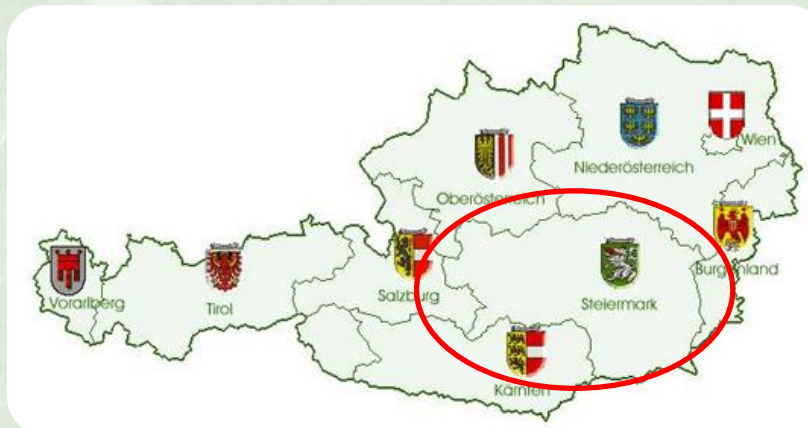 Wien
Niederösterreich
Oberösterreich
Burgenland
Vorarlberg
Tirol
Salzburg
Steiermark
Kärnten